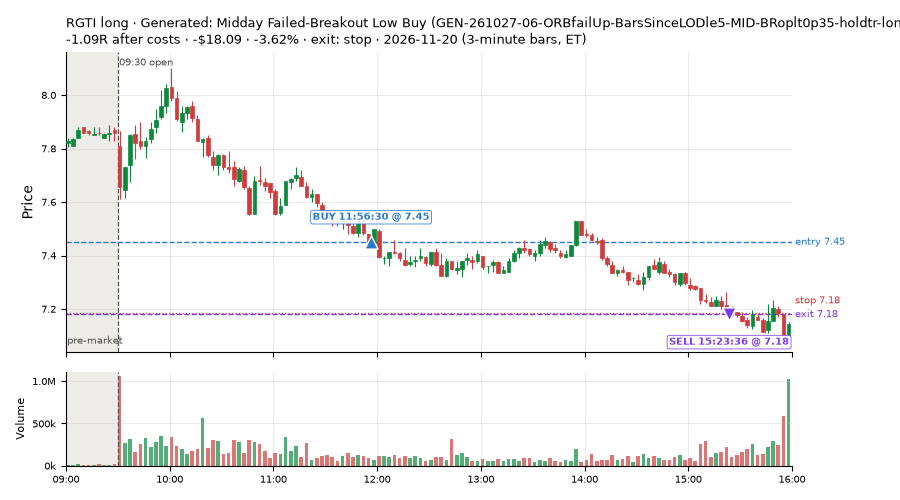 RGTI long · Generated: Midday Failed-Breakout Low Buy (GEN-261027-06-ORBfailUp-BarsSinceLODle5-MID-BRoplt0p35-holdtr-lon
-1.09R after costs · -$18.09 · -3.62% · exit: stop · 2026-11-20 (3-minute bars, ET)
09:30 open
8.0
7.8
7.6
7.4
7.2
Price
BUY 11:56:30 @ 7.45
entry 7.45
stop 7.18
exit 7.18
pre-market
SELL 15:23:36 @ 7.18
1.0M
500k
0k
Volume
09:00 10:00 11:00 12:00 13:00 14:00 15:00 16:00